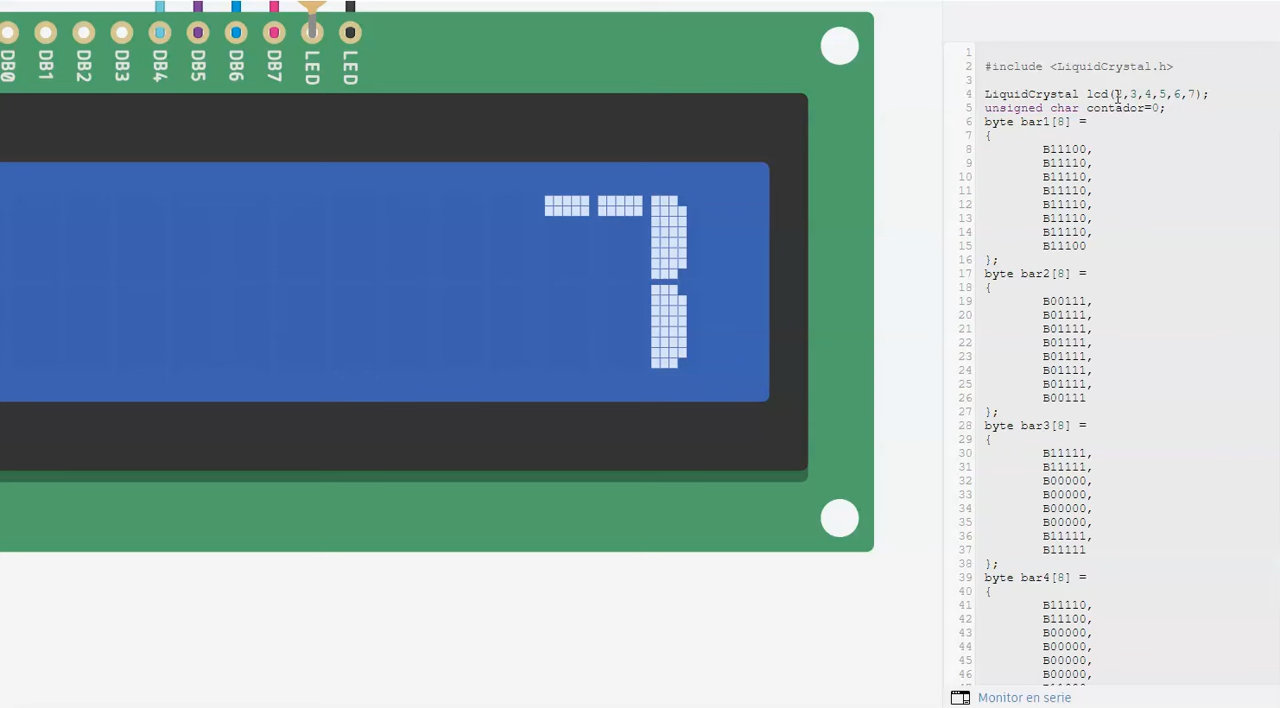 DB0 DB1 DB2 DB3 DB4 DB5 DB6 DB7 LED LED
7
1
2 #include <LiquidCrystal.h>
3
4 LiquidCrystal lcd(2,3,4,5,6,7);
5 unsigned char contador=0;
6 byte bar1[8] =
7 {
8 B11100,
9 B11110,
10 B11110,
11 B11110,
12 B11110,
13 B11110,
14 B11110,
15 B11100
16 };
17 byte bar2[8] =
18 {
19 B00111,
20 B01111,
21 B01111,
22 B01111,
23 B01111,
24 B01111,
25 B01111,
26 B00111
27 };
28 byte bar3[8] =
29 {
30 B11111,
31 B11111,
32 B00000,
33 B00000,
34 B00000,
35 B00000,
36 B11111,
37 B11111
38 };
39 byte bar4[8] =
40 {
41 B11110,
42 B11100,
43 B00000,
44 B00000,
45 B00000,
46 B00000,
Monitor en serie